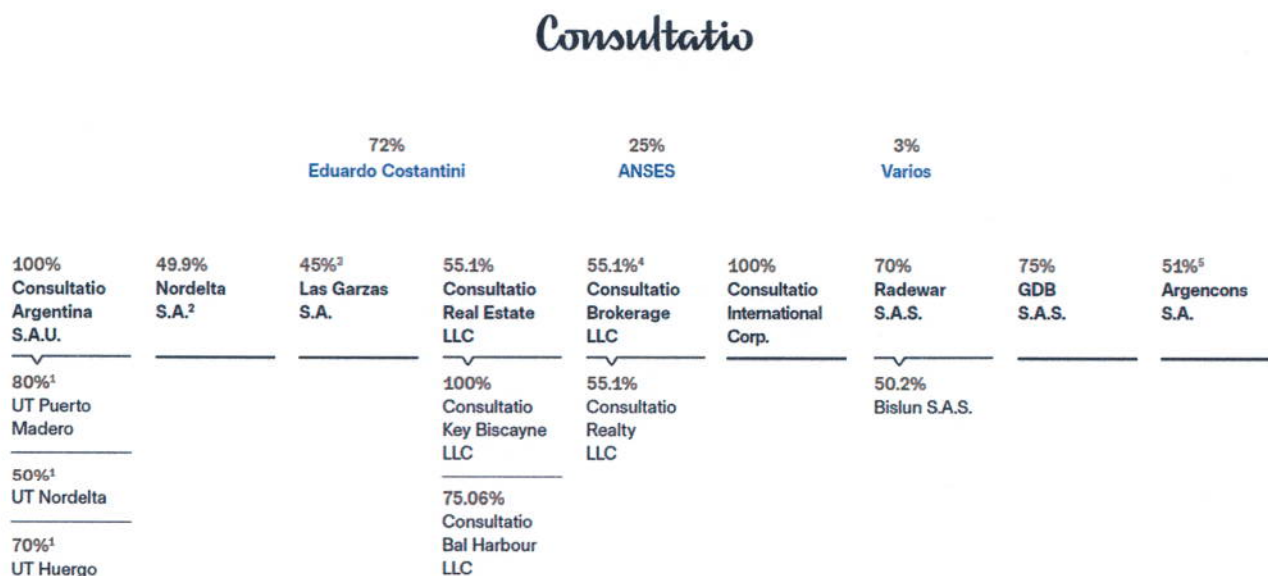 Consultatio
72%
Eduardo Costantini
25%
ANSES
3%
Varios
100%
Consultatio
Argentina
S.A.U.
80%¹
UT Puerto
Madero
50%¹
UT Nordelta
70%¹
UT Huergo
49.9%
Nordelta
S.A.²
45%³
Las Garzas
S.A.
55.1%
Consultatio
Real Estate
LLC
100%
Consultatio
Key Biscayne
LLC
75.06%
Consultatio
Bal Harbour
LLC
55.1%⁴
Consultatio
Brokerage
LLC
55.1%
Consultatio
Realty
LLC
100%
Consultatio
International
Corp.
70%
Radewar
S.A.S.
50.2%
Bislun S.A.S.
75%
GDB
S.A.S.
51%⁵
Argencons
S.A.